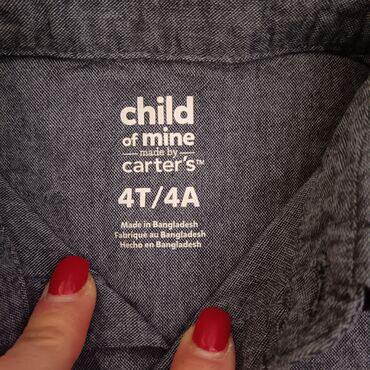 child
of mine
made by
carter's™
4T/4A
Made in Bangladesh
Fabriqué au Bangladesh
Hecho en Bangladesh